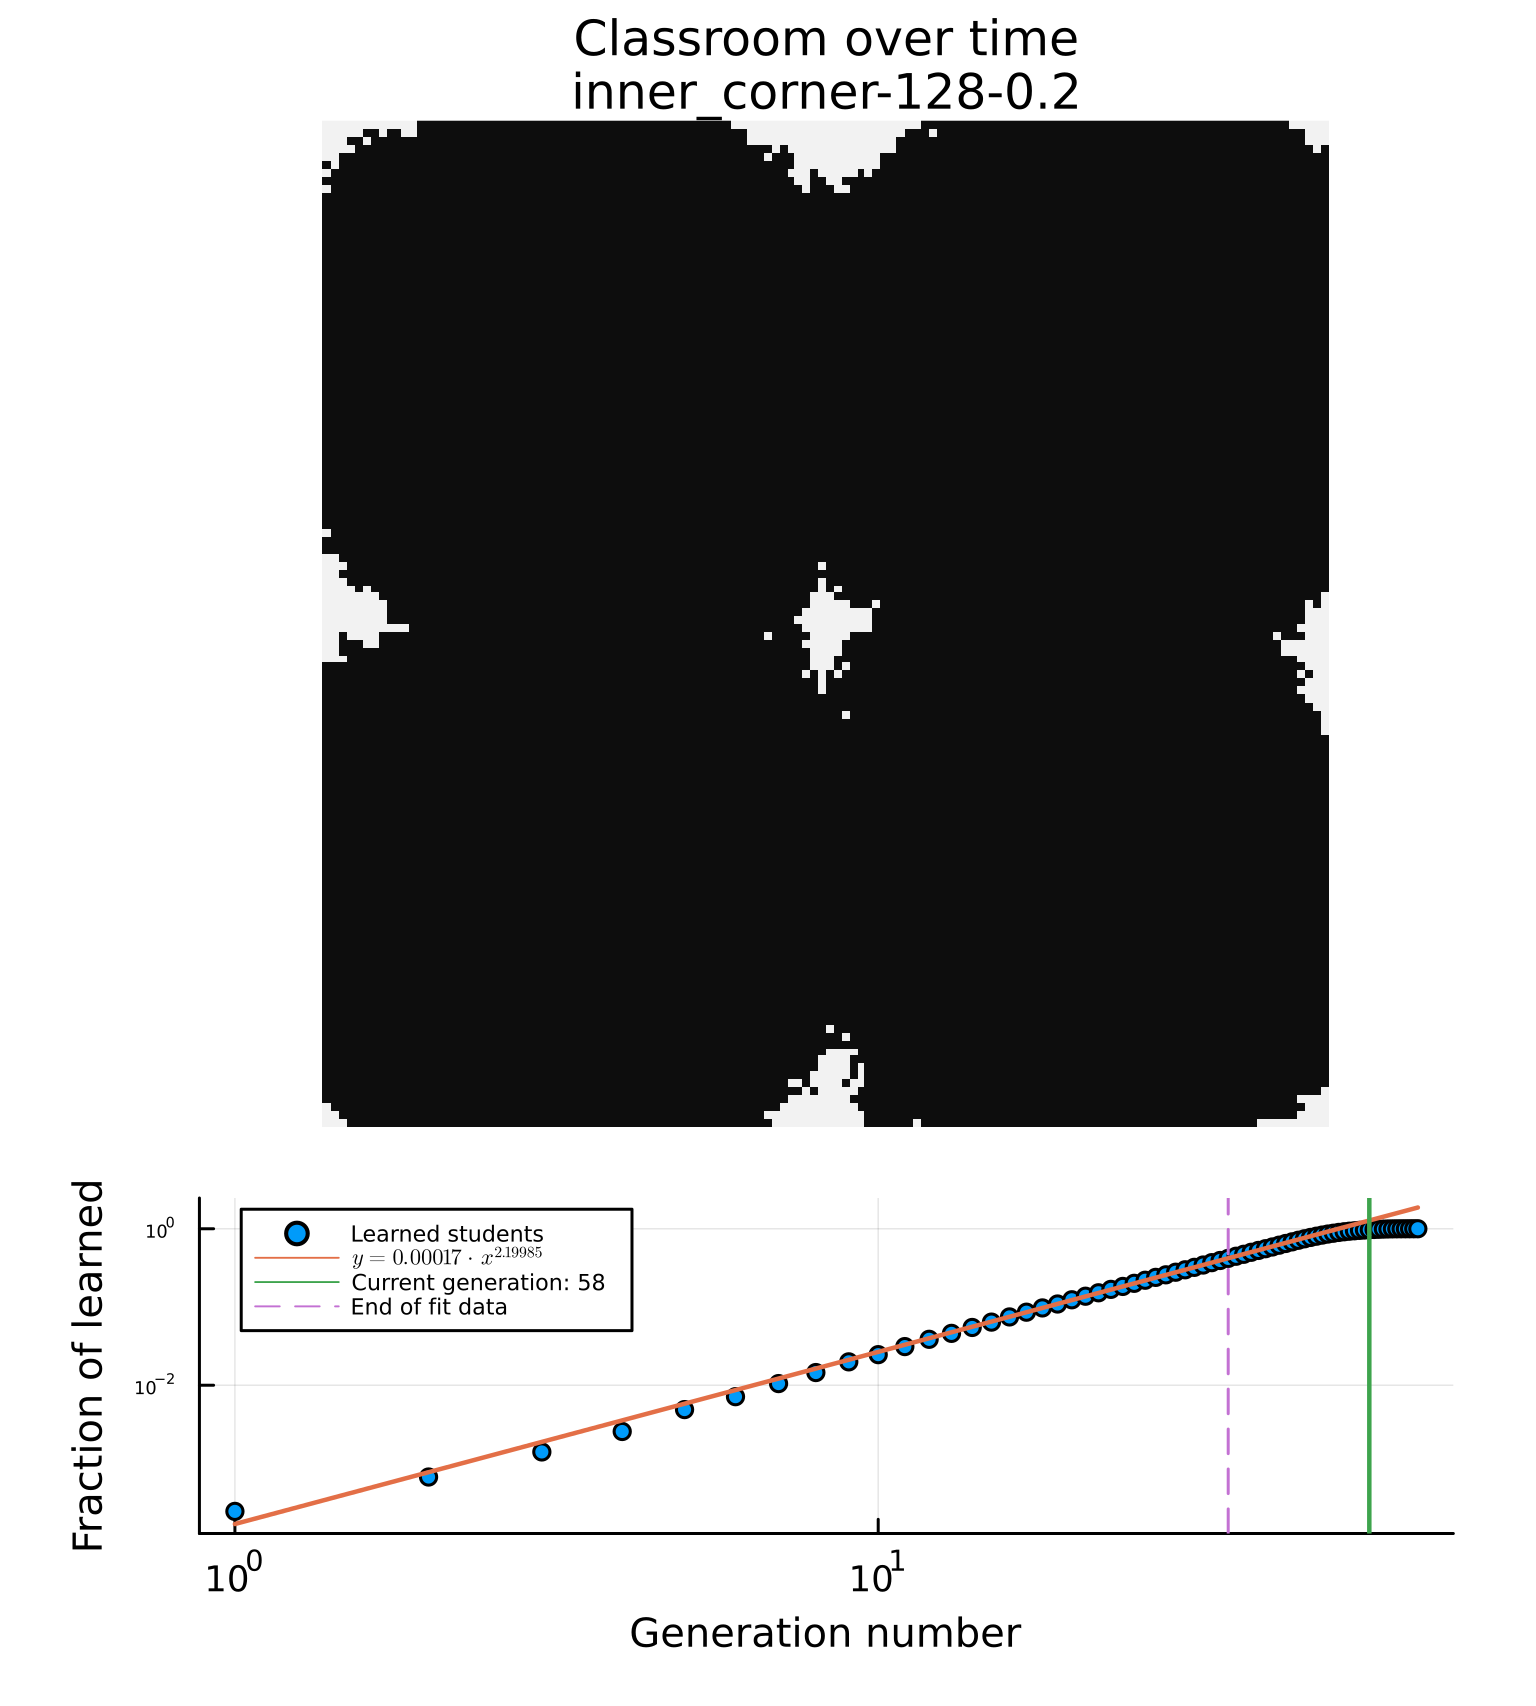 Classroom over time
inner_corner-128-0.2
Fraction of learned
10^0
10^-2
Learned students
y = 0.00017 · x^2.19985
Current generation: 58
End of fit data
10^0
10^1
Generation number